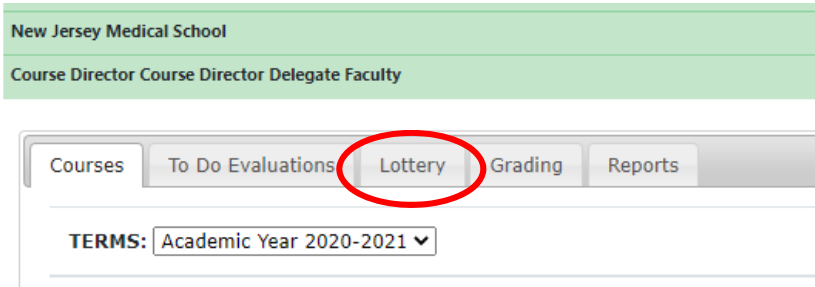 New Jersey Medical School
Course Director Course Director Delegate Faculty
Courses To Do Evaluations Lottery Grading Reports
TERMS: Academic Year 2020-2021